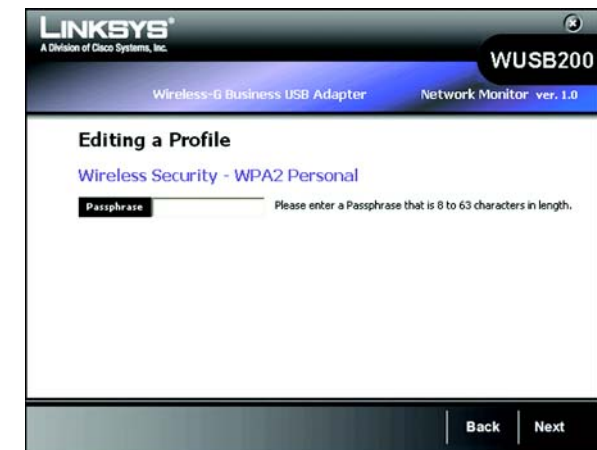 LINKSYS®
A Division of Cisco Systems, Inc.
WUSB200
Wireless-G Business USB Adapter
Network Monitor ver. 1.0
Editing a Profile
Wireless Security - WPA2 Personal
Passphrase
Please enter a Passphrase that is 8 to 63 characters in length.
Back
Next